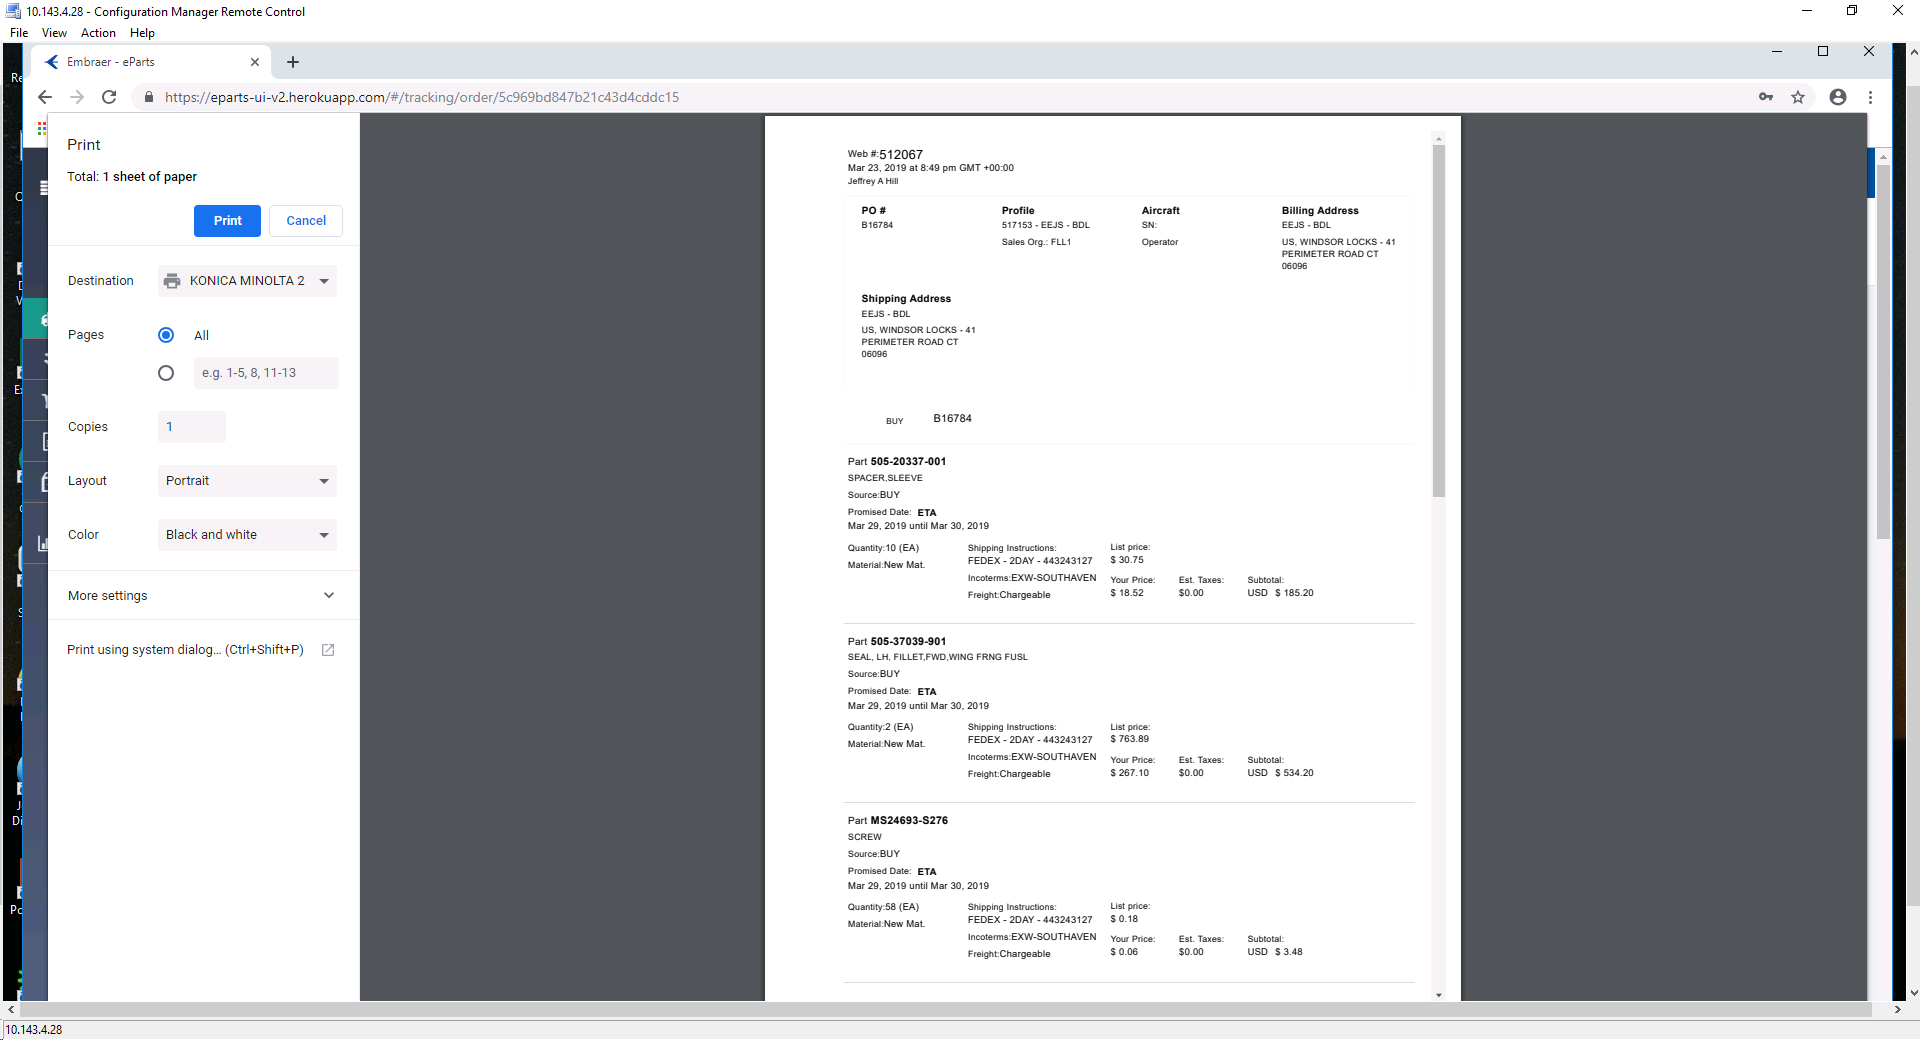 10.143.4.28 - Configuration Manager Remote Control
File View Action Help
Embraer - eParts
https://eparts-ui-v2.herokuapp.com/#/tracking/order/5c969bd847b21c43d4cddc15
Print
Total: 1 sheet of paper
Print Cancel
Destination KONICA MINOLTA 2
Pages All
e.g. 1-5, 8, 11-13
Copies 1
Layout Portrait
Color Black and white
More settings
Print using system dialog... (Ctrl+Shift+P)
Web #:512067
Mar 23, 2019 at 8:49 pm GMT +00:00
Jeffrey A Hill
PO # Profile Aircraft Billing Address
B16784 517153 - EEJS - BDL SN: EEJS - BDL
Sales Org.: FLL1 Operator US, WINDSOR LOCKS - 41
PERIMETER ROAD CT
06096
Shipping Address
EEJS - BDL
US, WINDSOR LOCKS - 41
PERIMETER ROAD CT
06096
BUY B16784
Part 505-20337-001
SPACER,SLEEVE
Source:BUY
Promised Date: ETA
Mar 29, 2019 until Mar 30, 2019
Quantity:10 (EA) Shipping Instructions: List price:
FEDEX - 2DAY - 443243127 $ 30.75
Material:New Mat.
Incoterms:EXW-SOUTHAVEN Your Price: Est. Taxes: Subtotal:
Freight:Chargeable $ 18.52 $0.00 USD $ 185.20
Part 505-37039-901
SEAL, LH, FILLET,FWD,WING FRNG FUSL
Source:BUY
Promised Date: ETA
Mar 29, 2019 until Mar 30, 2019
Quantity:2 (EA) Shipping Instructions: List price:
FEDEX - 2DAY - 443243127 $ 763.89
Material:New Mat.
Incoterms:EXW-SOUTHAVEN Your Price: Est. Taxes: Subtotal:
Freight:Chargeable $ 267.10 $0.00 USD $ 534.20
Part MS24693-S276
SCREW
Source:BUY
Promised Date: ETA
Mar 29, 2019 until Mar 30, 2019
Quantity:58 (EA) Shipping Instructions: List price:
FEDEX - 2DAY - 443243127 $ 0.18
Material:New Mat.
Incoterms:EXW-SOUTHAVEN Your Price: Est. Taxes: Subtotal:
Freight:Chargeable $ 0.06 $0.00 USD $ 3.48
10.143.4.28